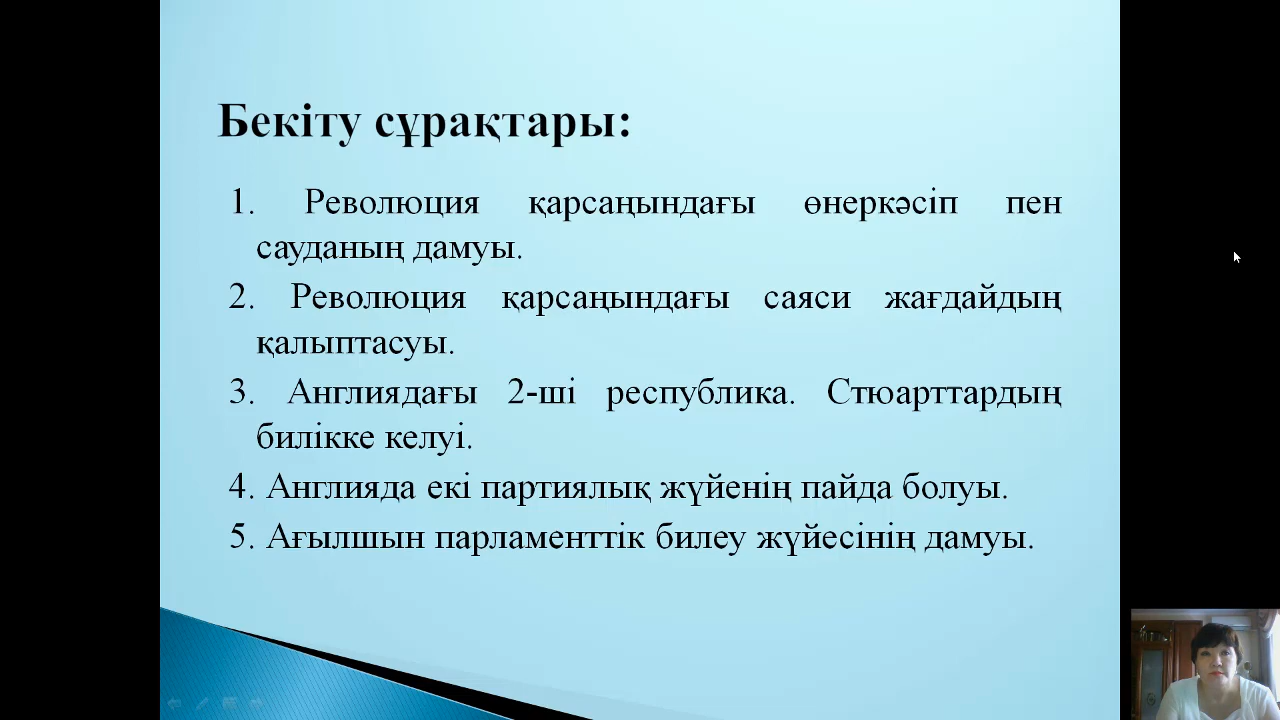 Бекіту сұрақтары:
1. Революция қарсаңындағы өнеркәсіп пен
сауданың дамуы.
2. Революция қарсаңындағы саяси жағдайдың
қалыптасуы.
3. Англиядағы 2-ші республика. Стюарттардың
билікке келуі.
4. Англияда екі партиялық жүйенің пайда болуы.
5. Ағылшын парламенттік билеу жүйесінің дамуы.